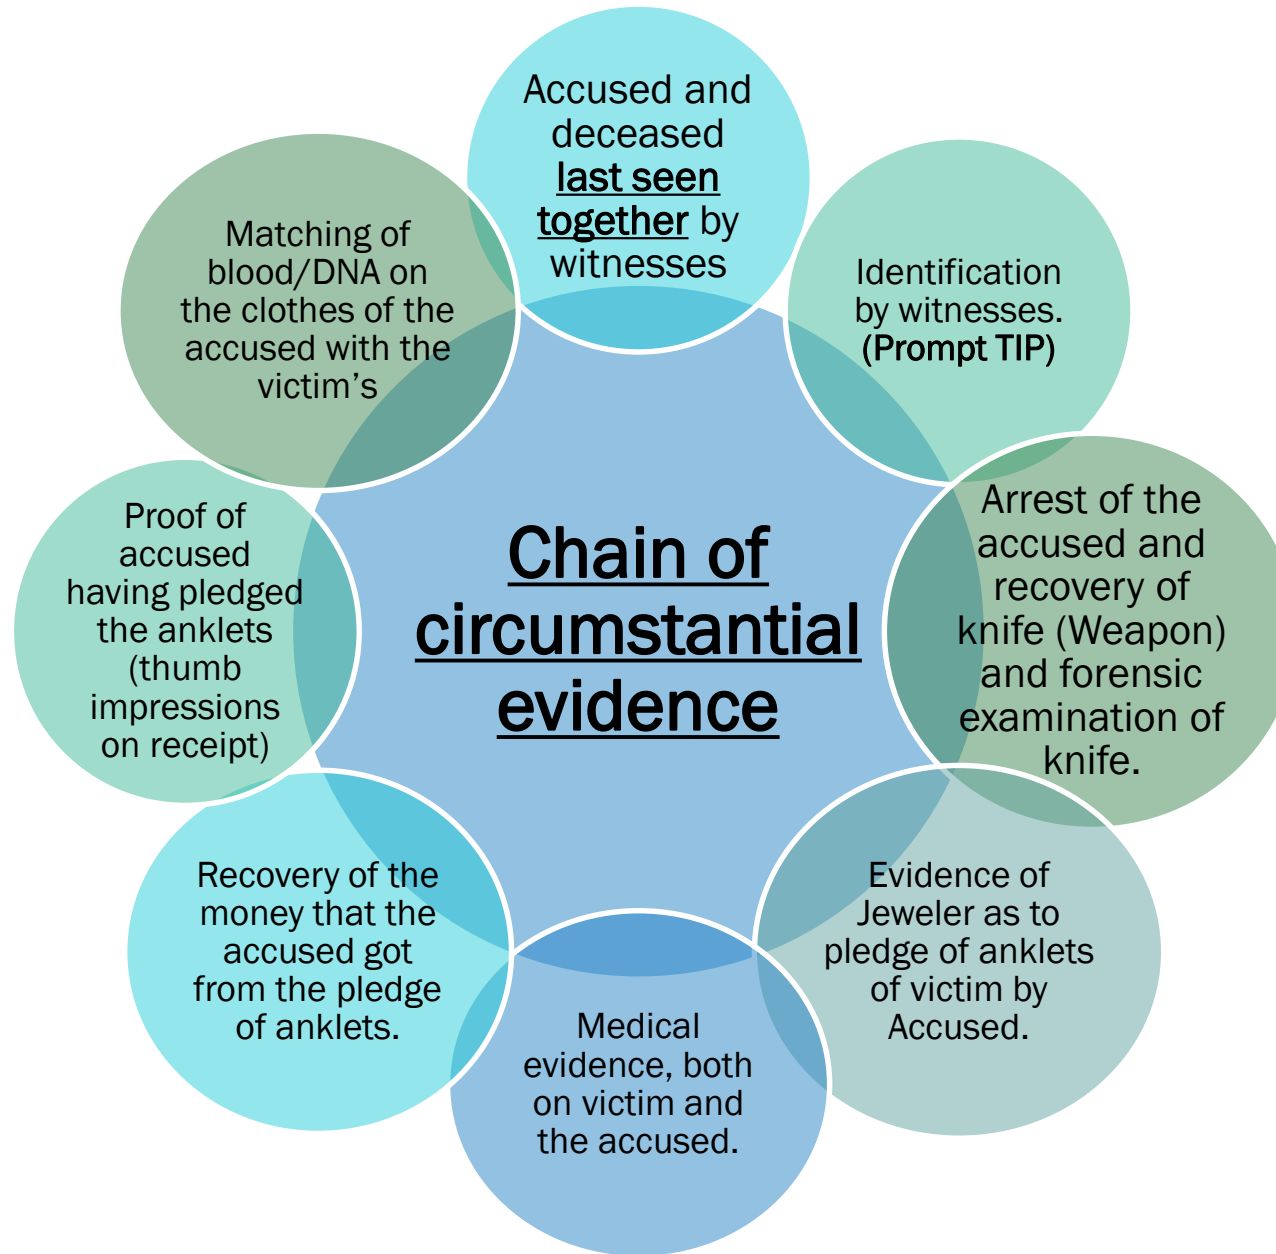 Accused and
deceased
last seen
together by
witnesses
Identification
by witnesses.
(Prompt TIP)
Arrest of the
accused and
recovery of
knife (Weapon)
and forensic
examination of
knife.
Evidence of
Jeweler as to
pledge of anklets
of victim by
Accused.
Medical
evidence, both
on victim and
the accused.
Recovery of the
money that the
accused got
from the pledge
of anklets.
Proof of
accused
having pledged
the anklets
(thumb
impressions
on receipt)
Matching of
blood/DNA on
the clothes of the
accused with the
victim’s
Chain of
circumstantial
evidence